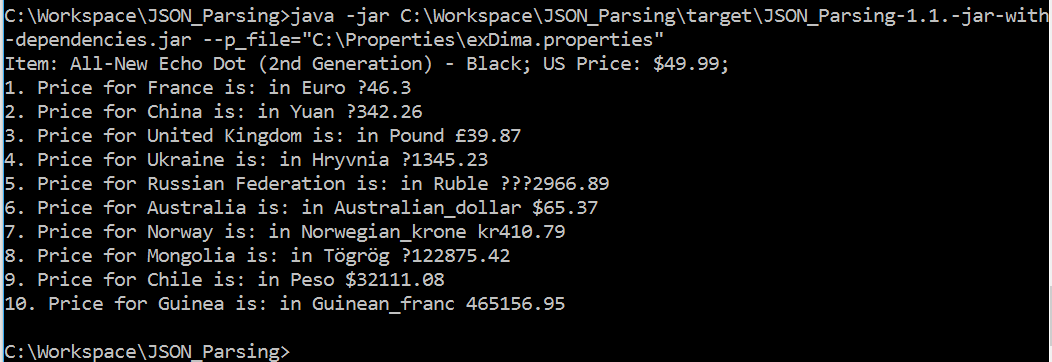 C:\Workspace\JSON_Parsing>java -jar C:\Workspace\JSON_Parsing\target\JSON_Parsing-1.1.-jar-with
-dependencies.jar --p_file="C:\Properties\exDima.properties"
Item: All-New Echo Dot (2nd Generation) - Black; US Price: $49.99;
1. Price for France is: in Euro ?46.3
2. Price for China is: in Yuan ?342.26
3. Price for United Kingdom is: in Pound £39.87
4. Price for Ukraine is: in Hryvnia ?1345.23
5. Price for Russian Federation is: in Ruble ???2966.89
6. Price for Australia is: in Australian_dollar $65.37
7. Price for Norway is: in Norwegian_krone kr410.79
8. Price for Mongolia is: in Tögrög ?122875.42
9. Price for Chile is: in Peso $32111.08
10. Price for Guinea is: in Guinean_franc 465156.95
C:\Workspace\JSON_Parsing>